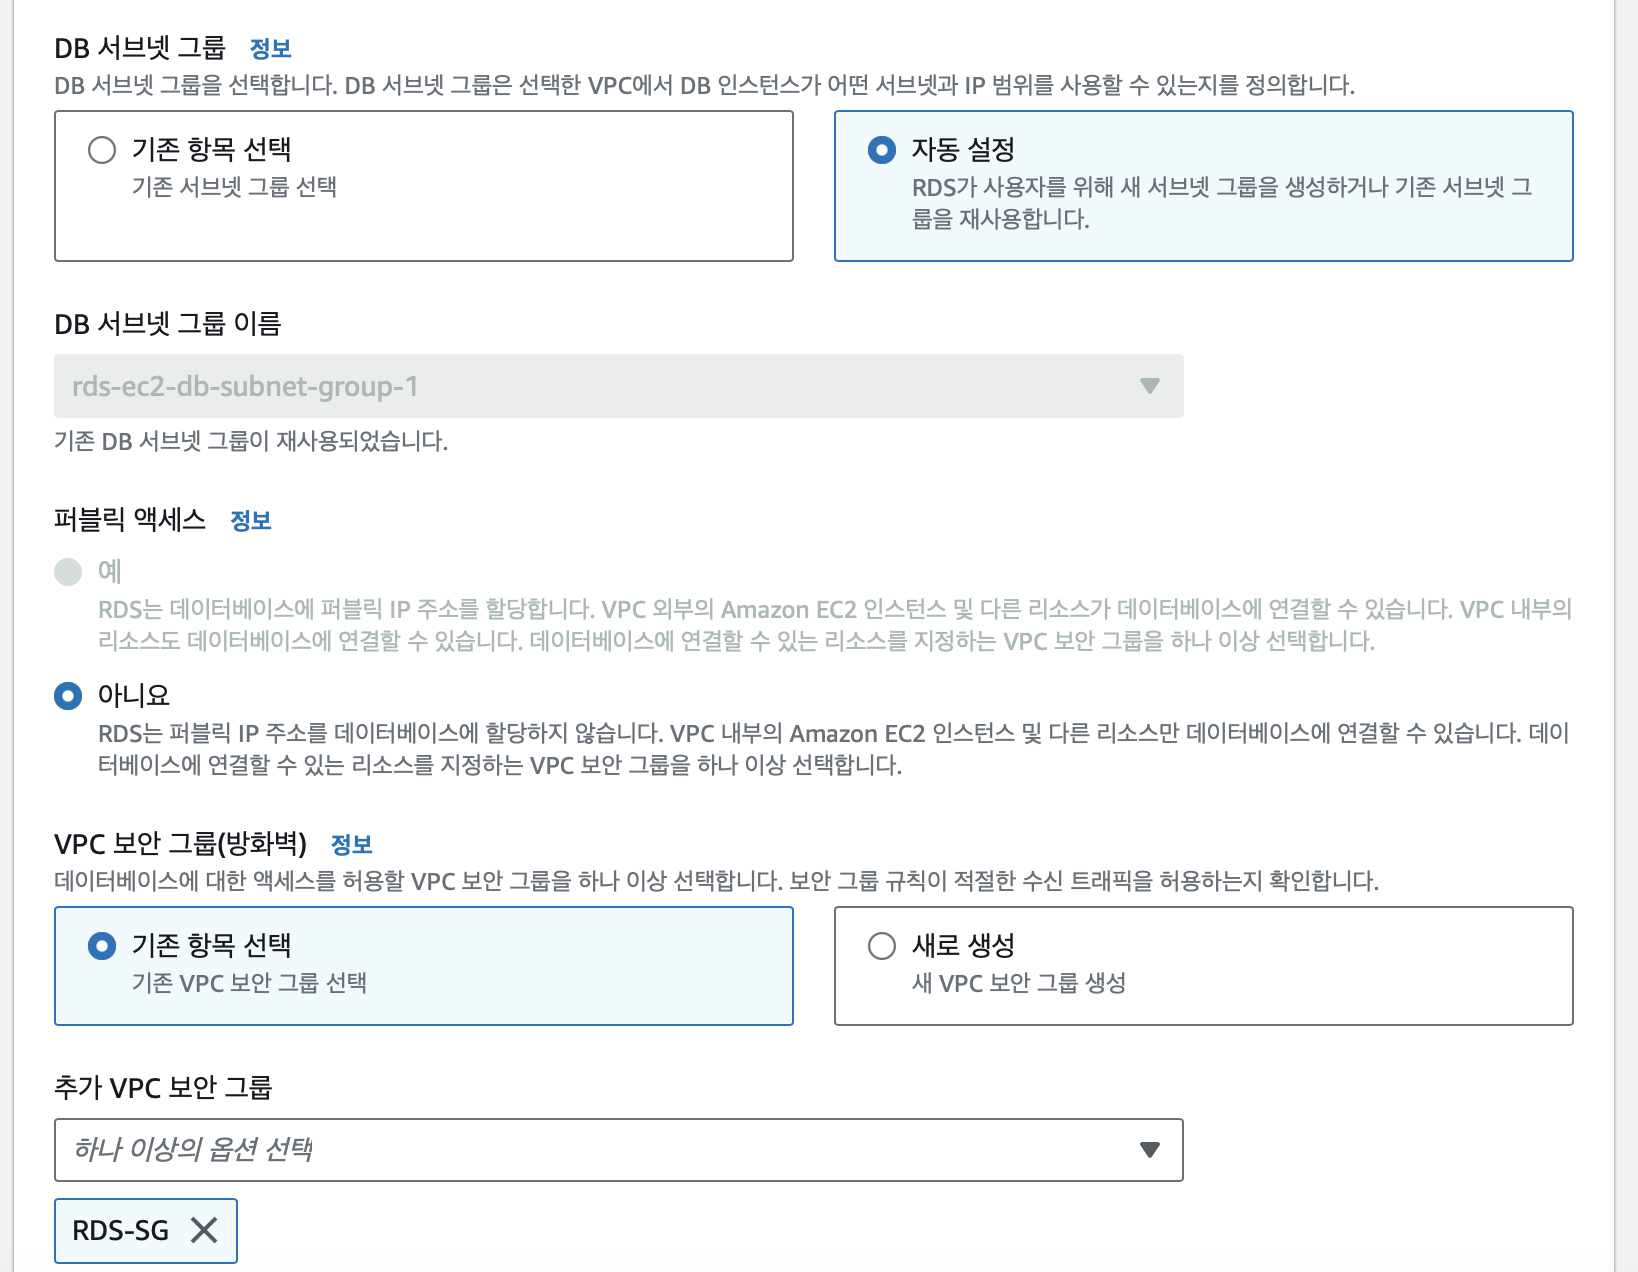 DB 서브넷 그룹 정보
DB 서브넷 그룹을 선택합니다. DB 서브넷 그룹은 선택한 VPC에서 DB 인스턴스가 어떤 서브넷과 IP 범위를 사용할 수 있는지를 정의합니다.
기존 항목 선택
기존 서브넷 그룹 선택
자동 설정
RDS가 사용자를 위해 새 서브넷 그룹을 생성하거나 기존 서브넷 그
룹을 재사용합니다.
DB 서브넷 그룹 이름
rds-ec2-db-subnet-group-1
기존 DB 서브넷 그룹이 재사용되었습니다.
퍼블릭 액세스 정보
예
RDS는 데이터베이스에 퍼블릭 IP 주소를 할당합니다. VPC 외부의 Amazon EC2 인스턴스 및 다른 리소스가 데이터베이스에 연결할 수 있습니다. VPC 내부의
리소스도 데이터베이스에 연결할 수 있습니다. 데이터베이스에 연결할 수 있는 리소스를 지정하는 VPC 보안 그룹을 하나 이상 선택합니다.
아니요
RDS는 퍼블릭 IP 주소를 데이터베이스에 할당하지 않습니다. VPC 내부의 Amazon EC2 인스턴스 및 다른 리소스만 데이터베이스에 연결할 수 있습니다. 데이
터베이스에 연결할 수 있는 리소스를 지정하는 VPC 보안 그룹을 하나 이상 선택합니다.
VPC 보안 그룹(방화벽) 정보
데이터베이스에 대한 액세스를 허용할 VPC 보안 그룹을 하나 이상 선택합니다. 보안 그룹 규칙이 적절한 수신 트래픽을 허용하는지 확인합니다.
기존 항목 선택
기존 VPC 보안 그룹 선택
새로 생성
새 VPC 보안 그룹 생성
추가 VPC 보안 그룹
하나 이상의 옵션 선택
RDS-SG